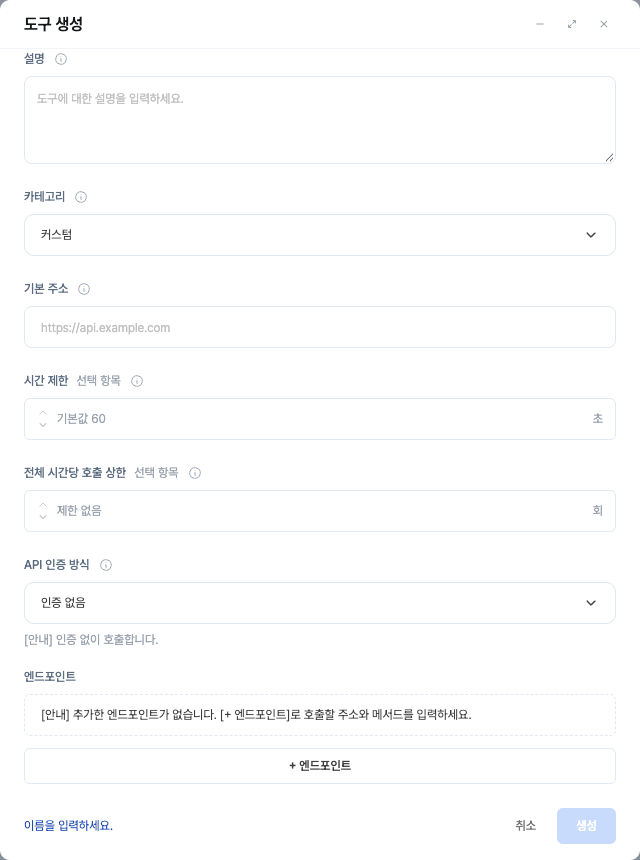 도구 생성
설명
도구에 대한 설명을 입력하세요.
카테고리
커스텀
기본 주소
https://api.example.com
시간 제한 선택 항목
기본값 60 초
전체 시간당 호출 상한 선택 항목
제한 없음 회
API 인증 방식
인증 없음
[안내] 인증 없이 호출합니다.
엔드포인트
[안내] 추가한 엔드포인트가 없습니다. [+ 엔드포인트]로 호출할 주소와 메서드를 입력하세요.
+ 엔드포인트
이름을 입력하세요. 취소 생성